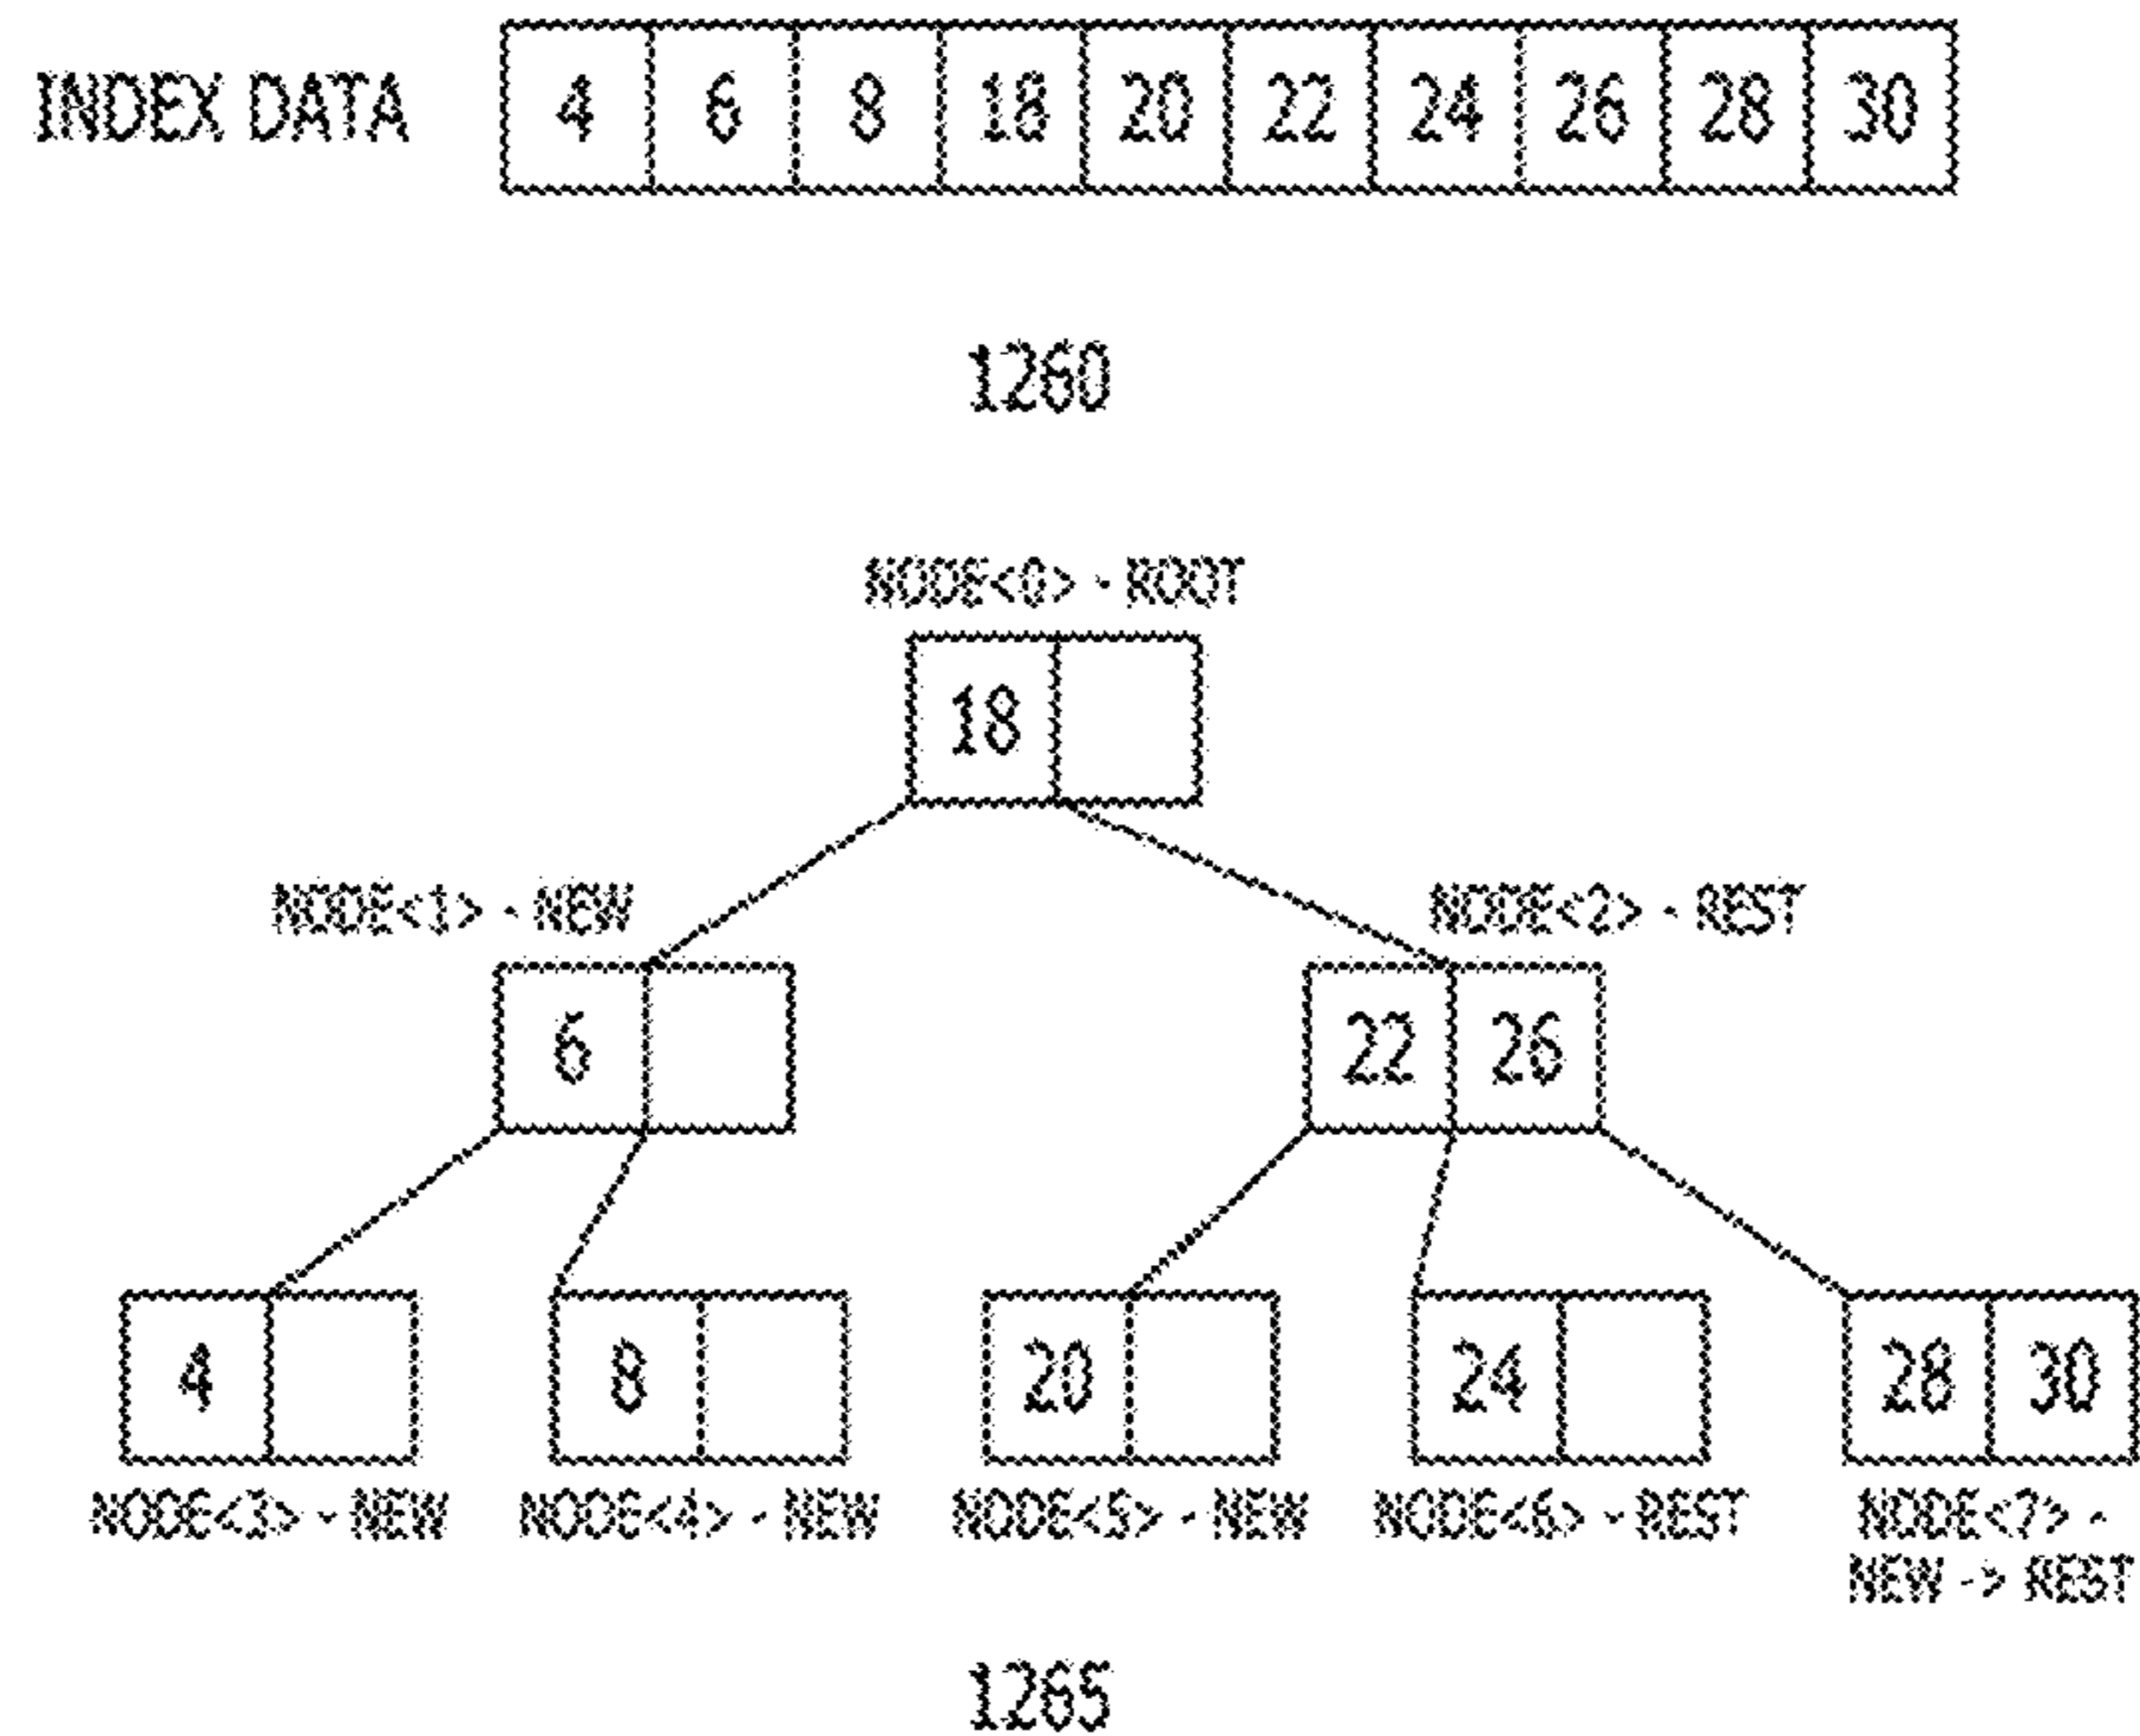 INDEX DATA 4 6 8 18 20 22 24 26 28 30
1260
NODE<0> - ROOT
18
NODE<1> - NEW
NODE<2> - REST
6
22 26
4
8
20
24
28 30
NODE<3> - NEW
NODE<4> - NEW
NODE<5> - NEW
NODE<6> - REST
NODE<7> -
NEW -> REST
1265